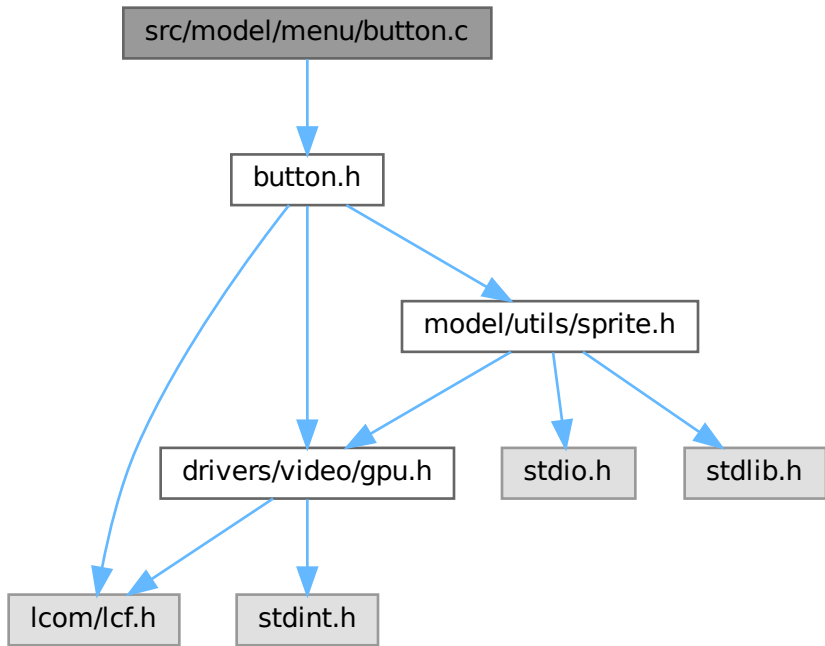 src/model/menu/button.c
button.h
model/utils/sprite.h
drivers/video/gpu.h
stdio.h
stdlib.h
lcom/lcf.h
stdint.h